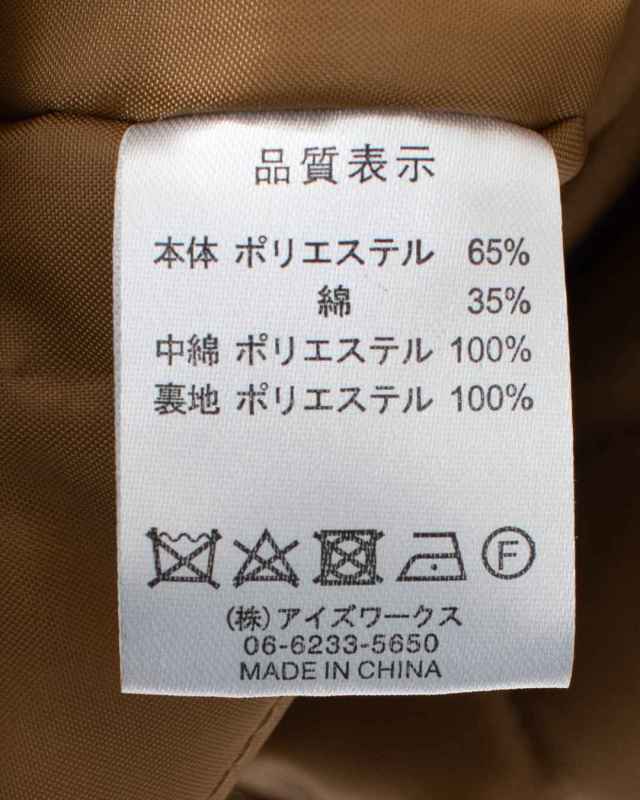 品質表示
本体 ポリエステル 65%
綿 35%
中綿 ポリエステル 100%
裏地 ポリエステル 100%
F
(株)アイズワークス
06-6233-5650
MADE IN CHINA